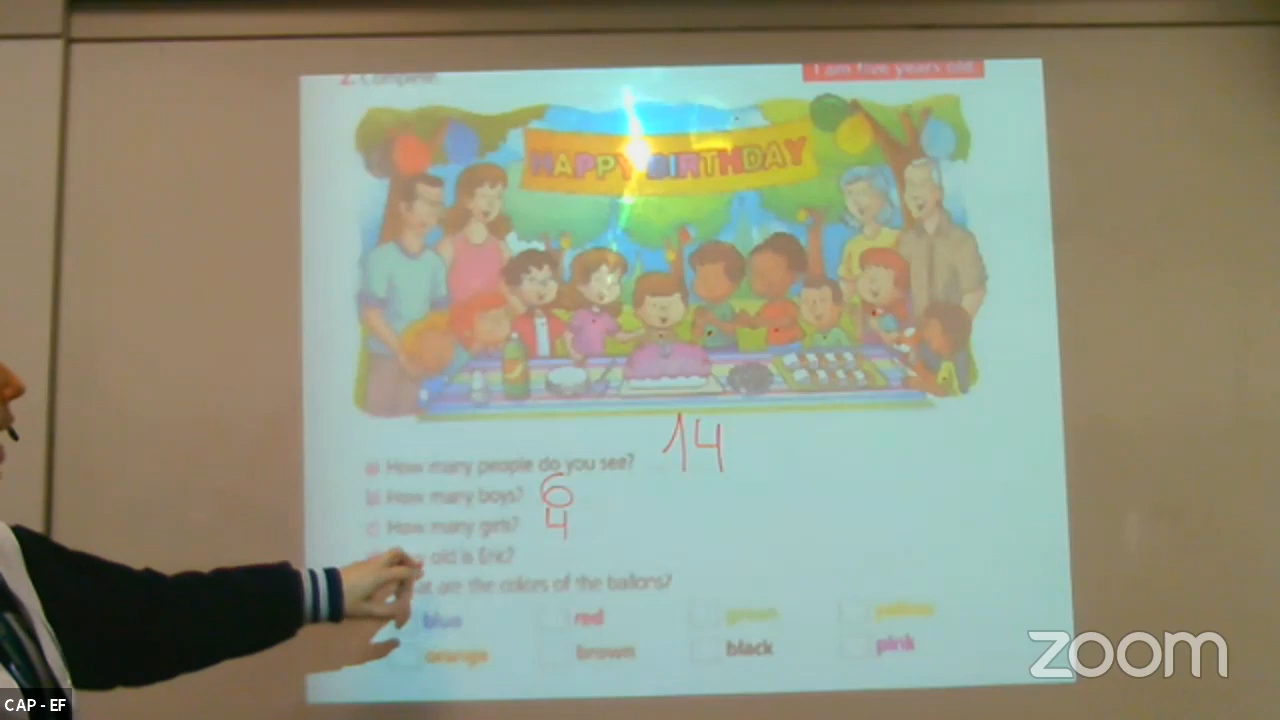 2. Complete.
I am five years old
HAPPY BIRTHDAY
14
a) How many people do you see?
b) How many boys? 6
c) How many girls? 4
old is Eric?
are the colors of the ballons?
blue red green yellow
orange brown black pink
zoom
CAP - EF